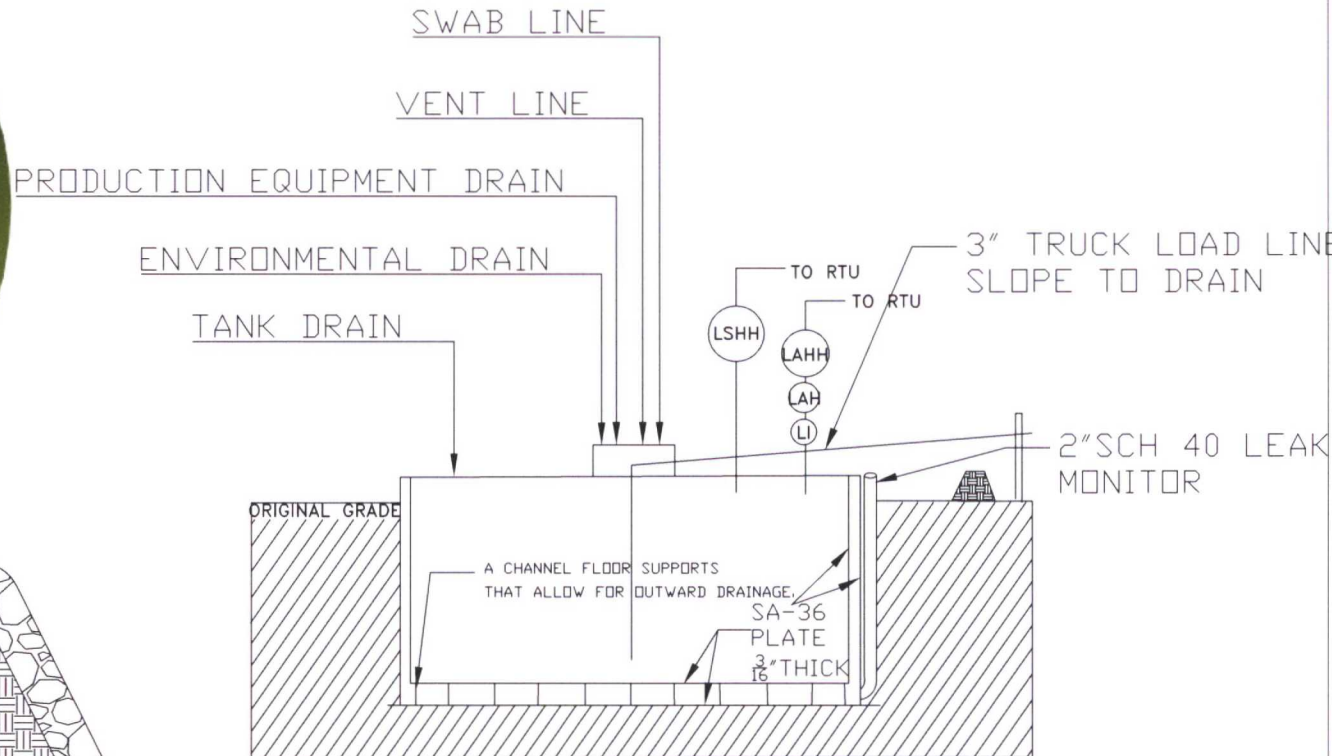 SWAB LINE
VENT LINE
PRODUCTION EQUIPMENT DRAIN
ENVIRONMENTAL DRAIN
TANK DRAIN
TO RTU
TO RTU
3" TRUCK LOAD LINE
SLOPE TO DRAIN
LSHH
LAHH
LAH
LI
2"SCH 40 LEAK
MONITOR
ORIGINAL GRADE
A CHANNEL FLOOR SUPPORTS
THAT ALLOW FOR OUTWARD DRAINAGE.
SA-36
PLATE
3/16"THICK